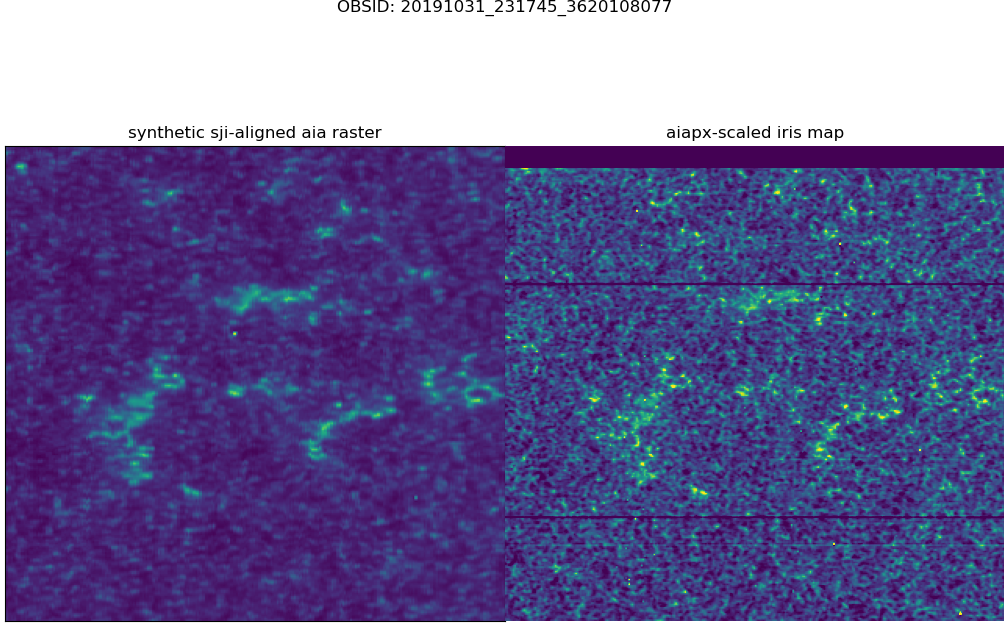 OBSID: 20191031_231745_3620108077
synthetic sji-aligned aia raster
aiapx-scaled iris map